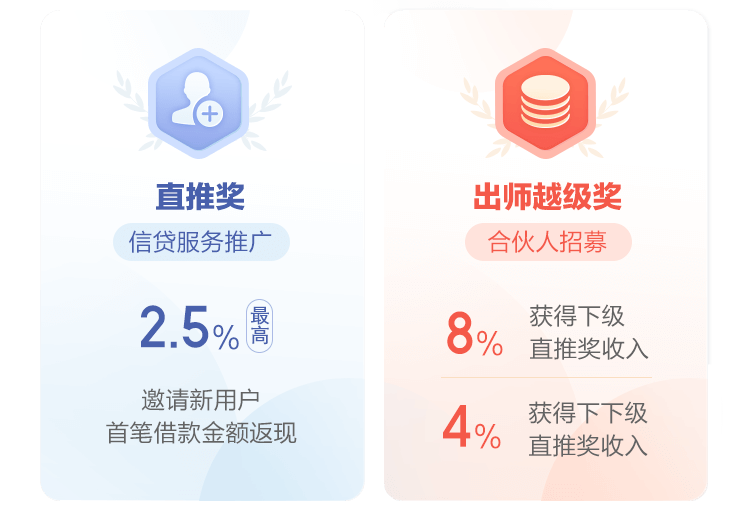 直推奖
信贷服务推广
2.5%
最高
邀请新用户
首笔借款金额返现
出师越级奖
合伙人招募
8%
获得下级
直推奖收入
4%
获得下下级
直推奖收入